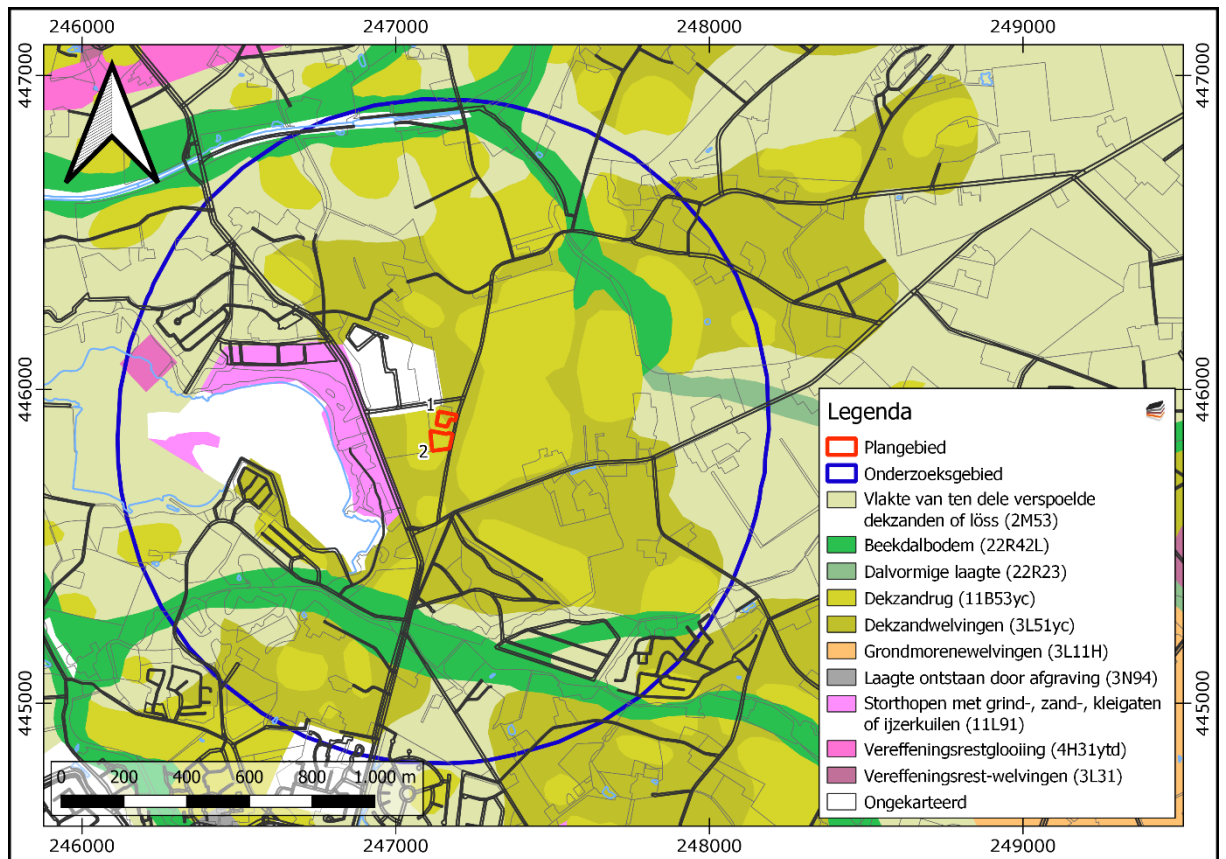 246000 247000 248000 249000
447000 447000
446000 446000
1
2
Legenda
Plangebied
Onderzoeksgebied
Vlakte van ten dele verspoelde
dekzanden of löss (2M53)
Beekdalbodem (22R42L)
Dalvormige laagte (22R23)
Dekzandrug (11B53yc)
Dekzandwelvingen (3L51yc)
Grondmorenewelvingen (3L11H)
Laagte ontstaan door afgraving (3N94)
Storthopen met grind-, zand-, kleigaten
of ijzerkuilen (11L91)
Vereffeningsrestglooiing (4H31ytd)
Vereffeningsrest-welvingen (3L31)
Ongekarteerd
445000 445000
0 200 400 600 800 1.000 m
246000 247000 248000 249000